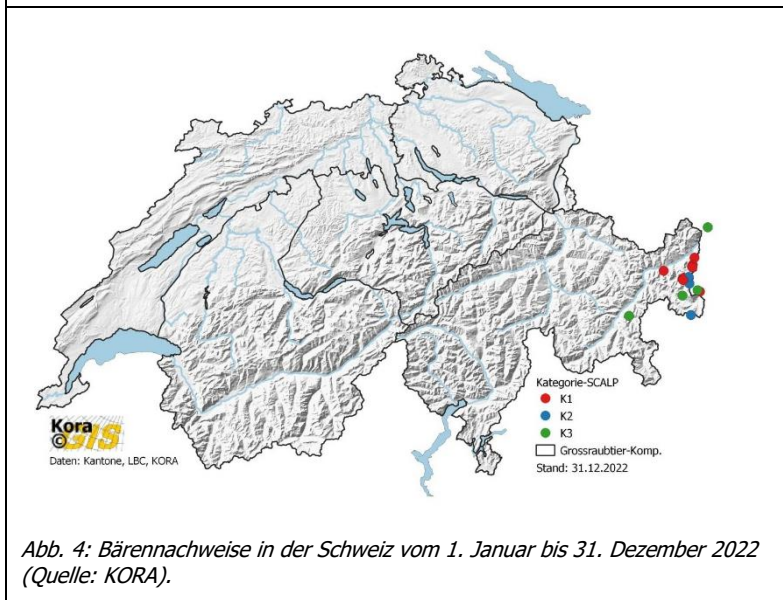 Kategorie-SCALP
K1
K2
K3
Grossraubtier-Komp.
Stand: 31.12.2022
Kora
©GIS
Daten: Kantone, LBC, KORA
Abb. 4: Bärennachweise in der Schweiz vom 1. Januar bis 31. Dezember 2022
(Quelle: KORA).